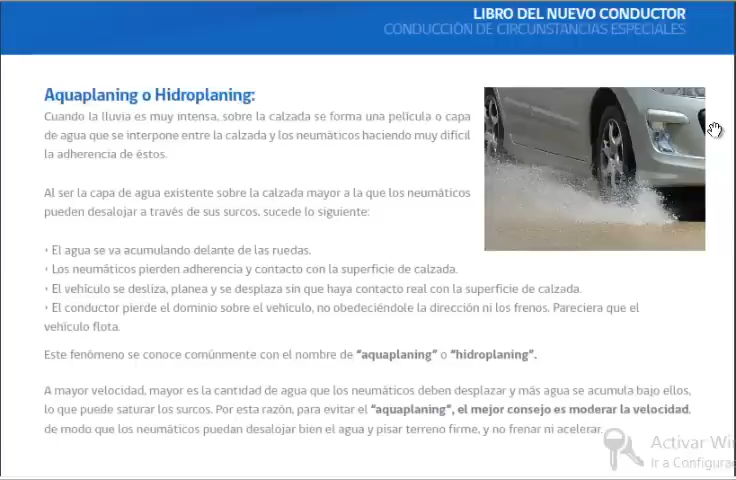 LIBRO DEL NUEVO CONDUCTOR
CONDUCCIÓN DE CIRCUNSTANCIAS ESPECIALES
Aquaplaning o Hidroplaning:
Cuando la lluvia es muy intensa, sobre la calzada se forma una película o capa
de agua que se interpone entre la calzada y los neumáticos haciendo muy difícil
la adherencia de éstos.
Al ser la capa de agua existente sobre la calzada mayor a la que los neumáticos
pueden desalojar a través de sus surcos, sucede lo siguiente:
• El agua se va acumulando delante de las ruedas.
• Los neumáticos pierden adherencia y contacto con la superficie de calzada.
• El vehículo se desliza, planea y se desplaza sin que haya contacto real con la superficie de calzada.
• El conductor pierde el dominio sobre el vehículo, no obedeciéndole la dirección ni los frenos. Pareciera que el
vehículo flota.
Este fenómeno se conoce comúnmente con el nombre de “aquaplaning” o “hidroplaning”.
A mayor velocidad, mayor es la cantidad de agua que los neumáticos deben desplazar y más agua se acumula bajo ellos,
lo que puede saturar los surcos. Por esta razón, para evitar el “aquaplaning”, el mejor consejo es moderar la velocidad,
de modo que los neumáticos puedan desalojar bien el agua y pisar terreno firme, y no frenar ni acelerar.
Activar Wi
Ir a Configura